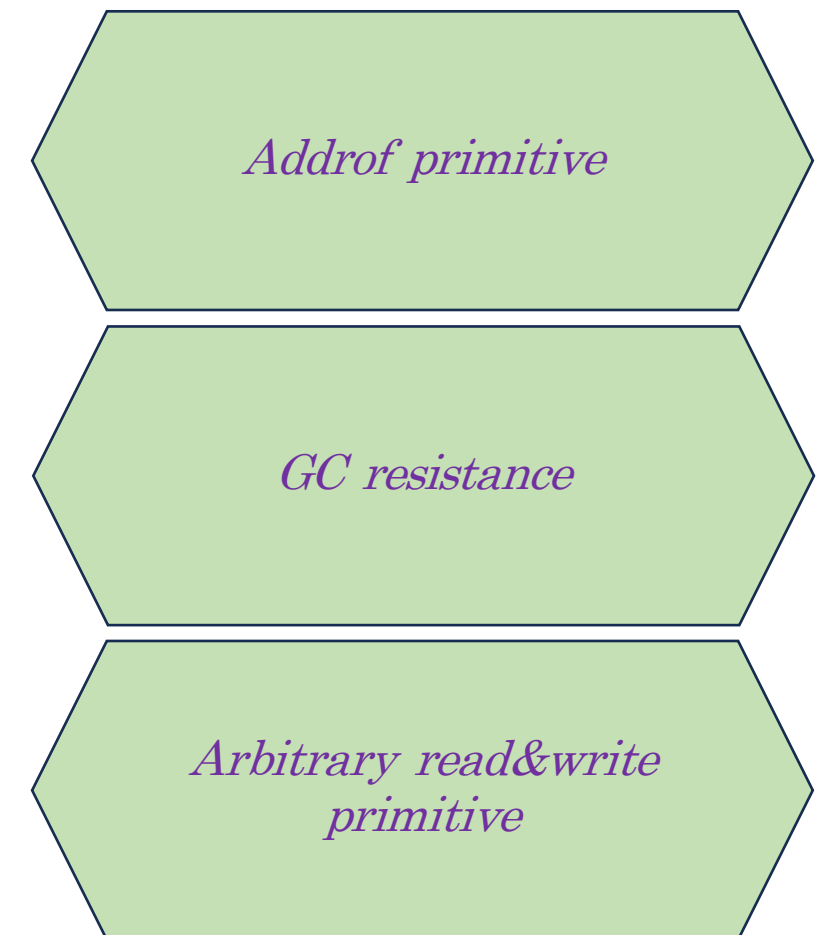 Addrof primitive
GC resistance
Arbitrary read&write
primitive